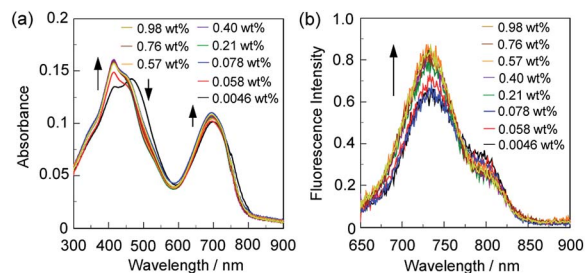 (a)
0.2
0.15
0.1
0.05
0
Absorbance
0.98 wt%
0.76 wt%
0.57 wt%
0.40 wt%
0.21 wt%
0.078 wt%
0.058 wt%
0.0046 wt%
300 400 500 600 700 800 900
Wavelength / nm
(b)
1.0
0.8
0.6
0.4
0.2
0
Fluorescence Intensity
0.98 wt%
0.76 wt%
0.57 wt%
0.40 wt%
0.21 wt%
0.078 wt%
0.058 wt%
0.0046 wt%
650 700 750 800 850 900
Wavelength / nm